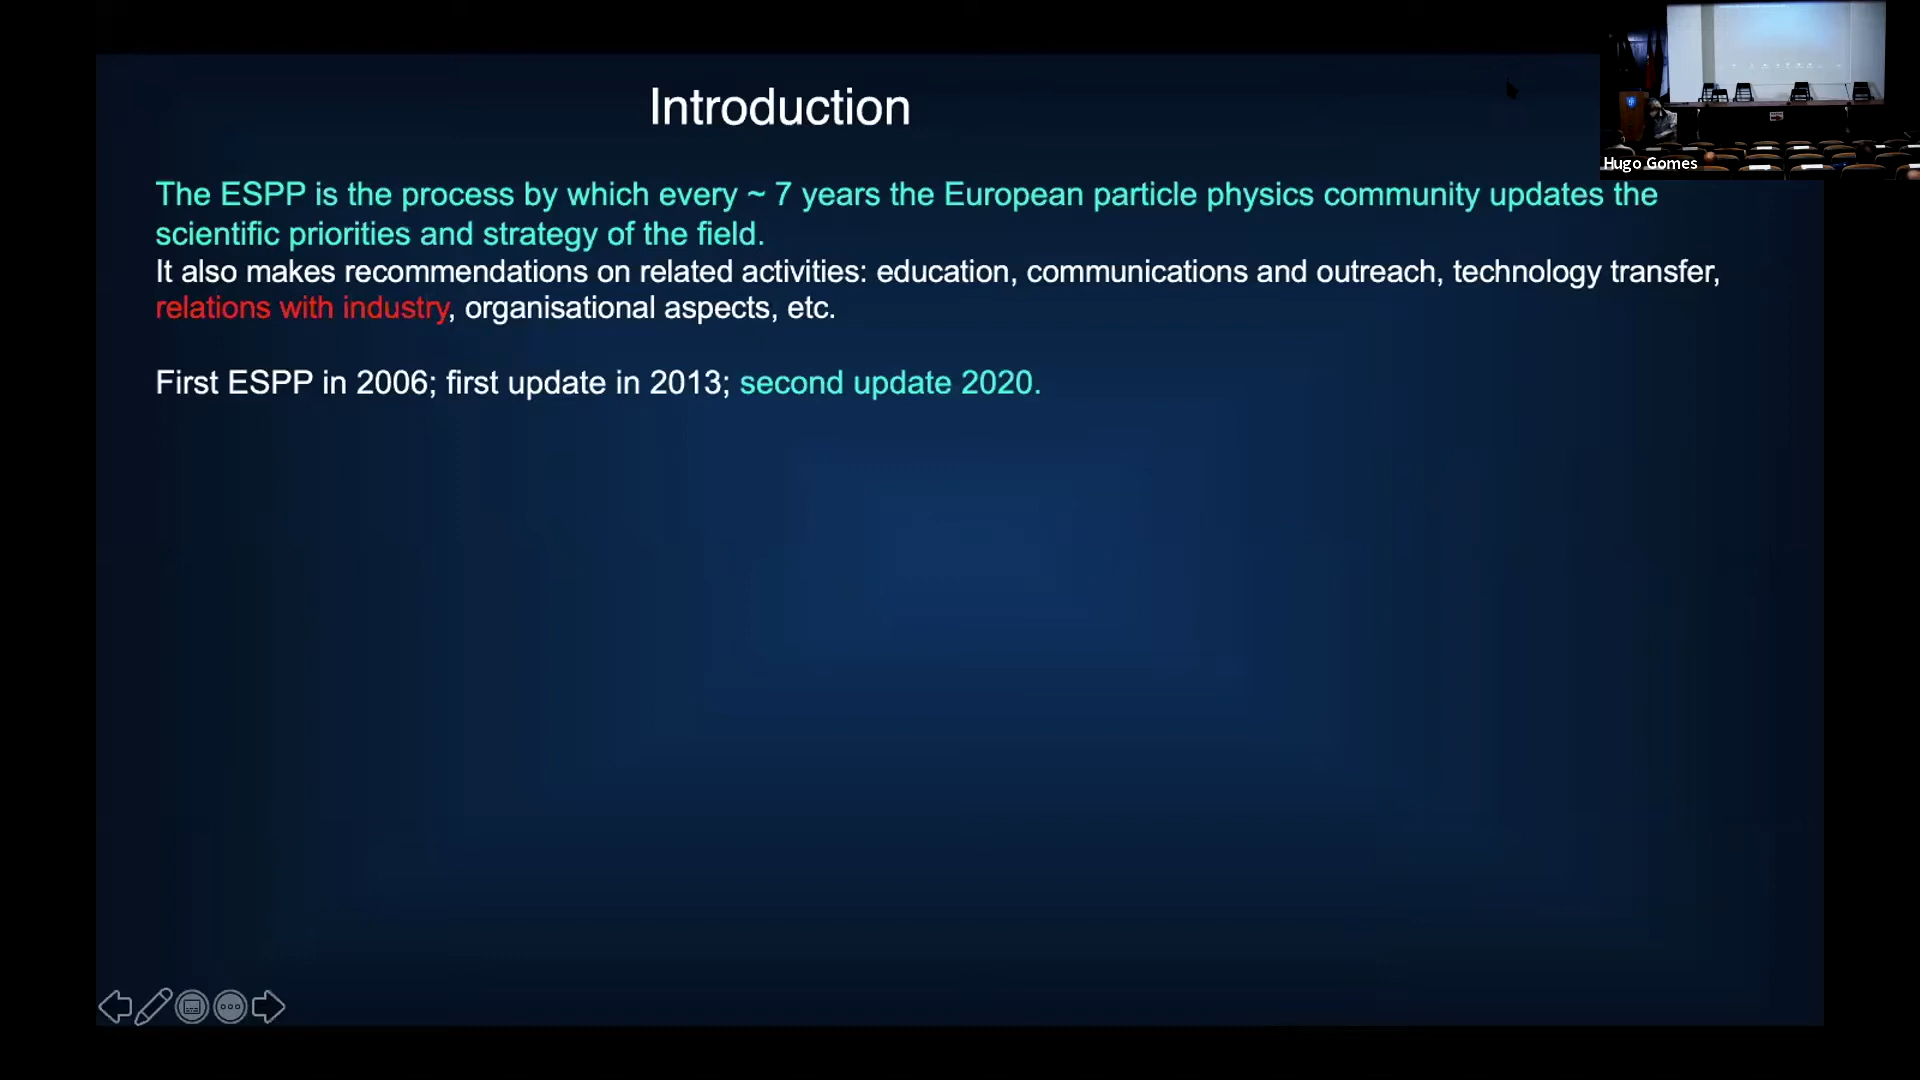 Introduction
Hugo Gomes
The ESPP is the process by which every ~ 7 years the European particle physics community updates the
scientific priorities and strategy of the field.
It also makes recommendations on related activities: education, communications and outreach, technology transfer,
relations with industry, organisational aspects, etc.
First ESPP in 2006; first update in 2013; second update 2020.